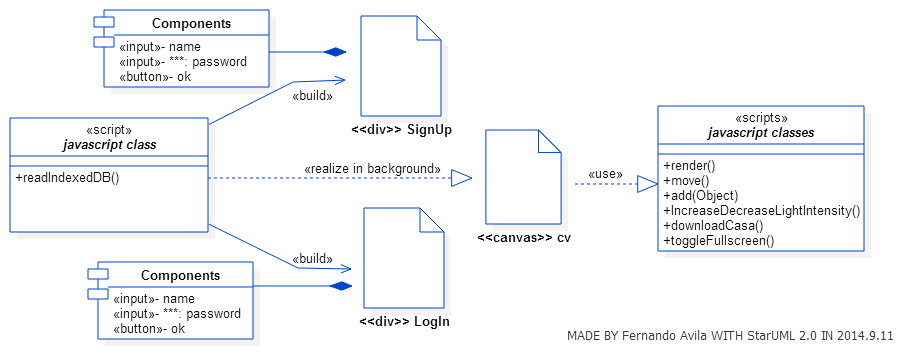 Components
«input»- name
«input»- ***: password
«button»- ok
«build»
<<div>> SignUp
«script»
javascript class
+readIndexedDB()
«realize in background»
<<canvas>> cv
«use»
«scripts»
javascript classes
+render()
+move()
+add(Object)
+IncreaseDecreaseLightIntensity()
+downloadCasa()
+toggleFullscreen()
«build»
Components
«input»- name
«input»- ***: password
«button»- ok
<<div>> LogIn
MADE BY Fernando Avila WITH StarUML 2.0 IN 2014.9.11